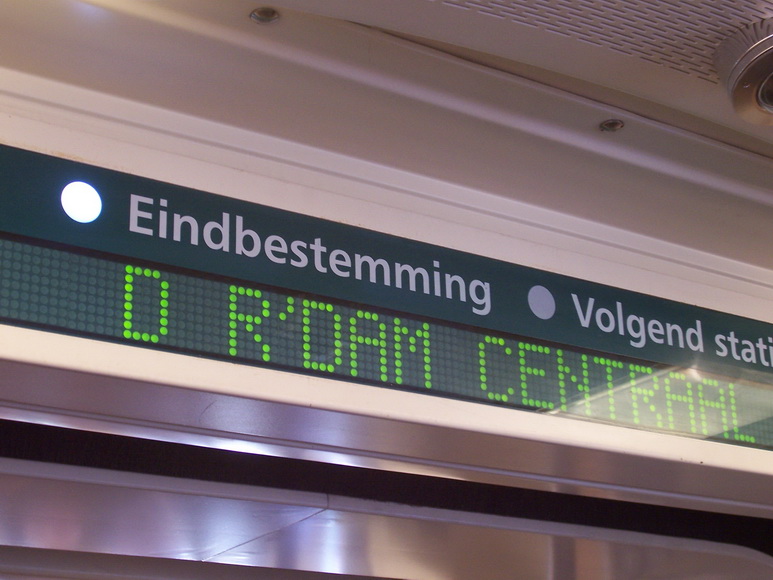 Eindbestemming Volgend stati
D R'DAM CENTRAAL